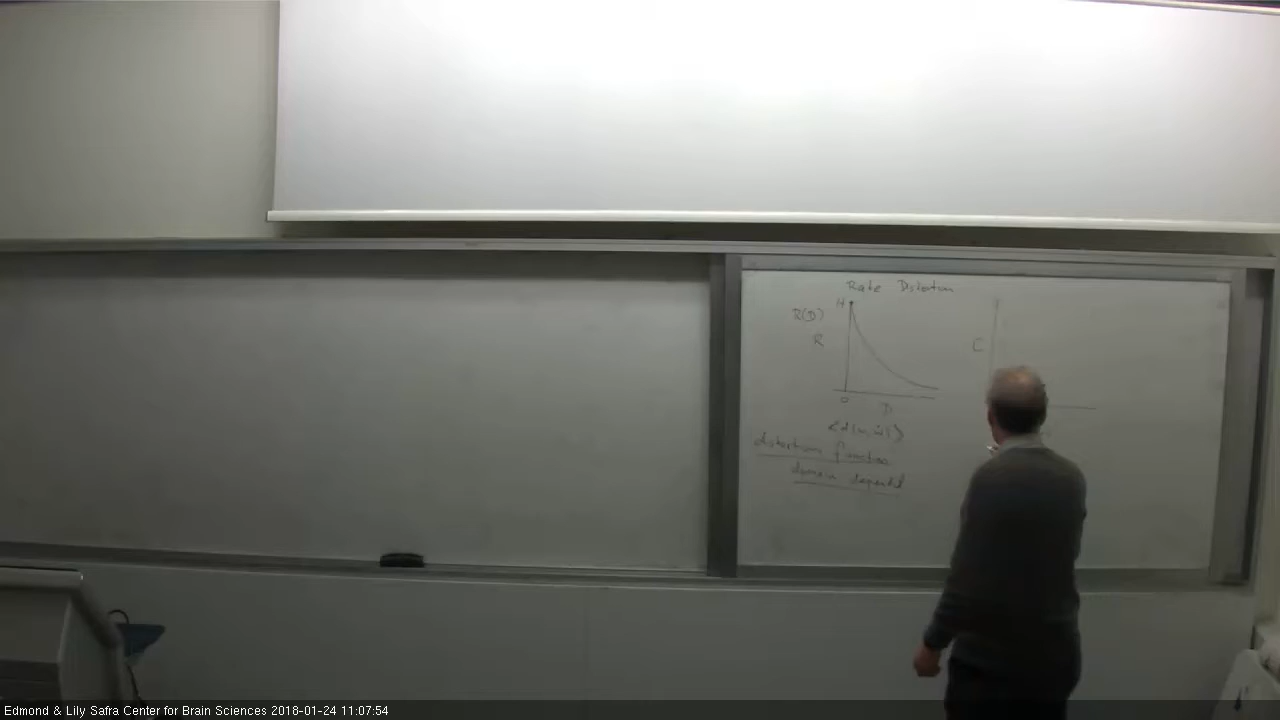 Rate Distortion
H
R(D)
R
C
0
D
distortion function
domain dependent
Edmond & Lily Safra Center for Brain Sciences 2018-01-24 11:07:54